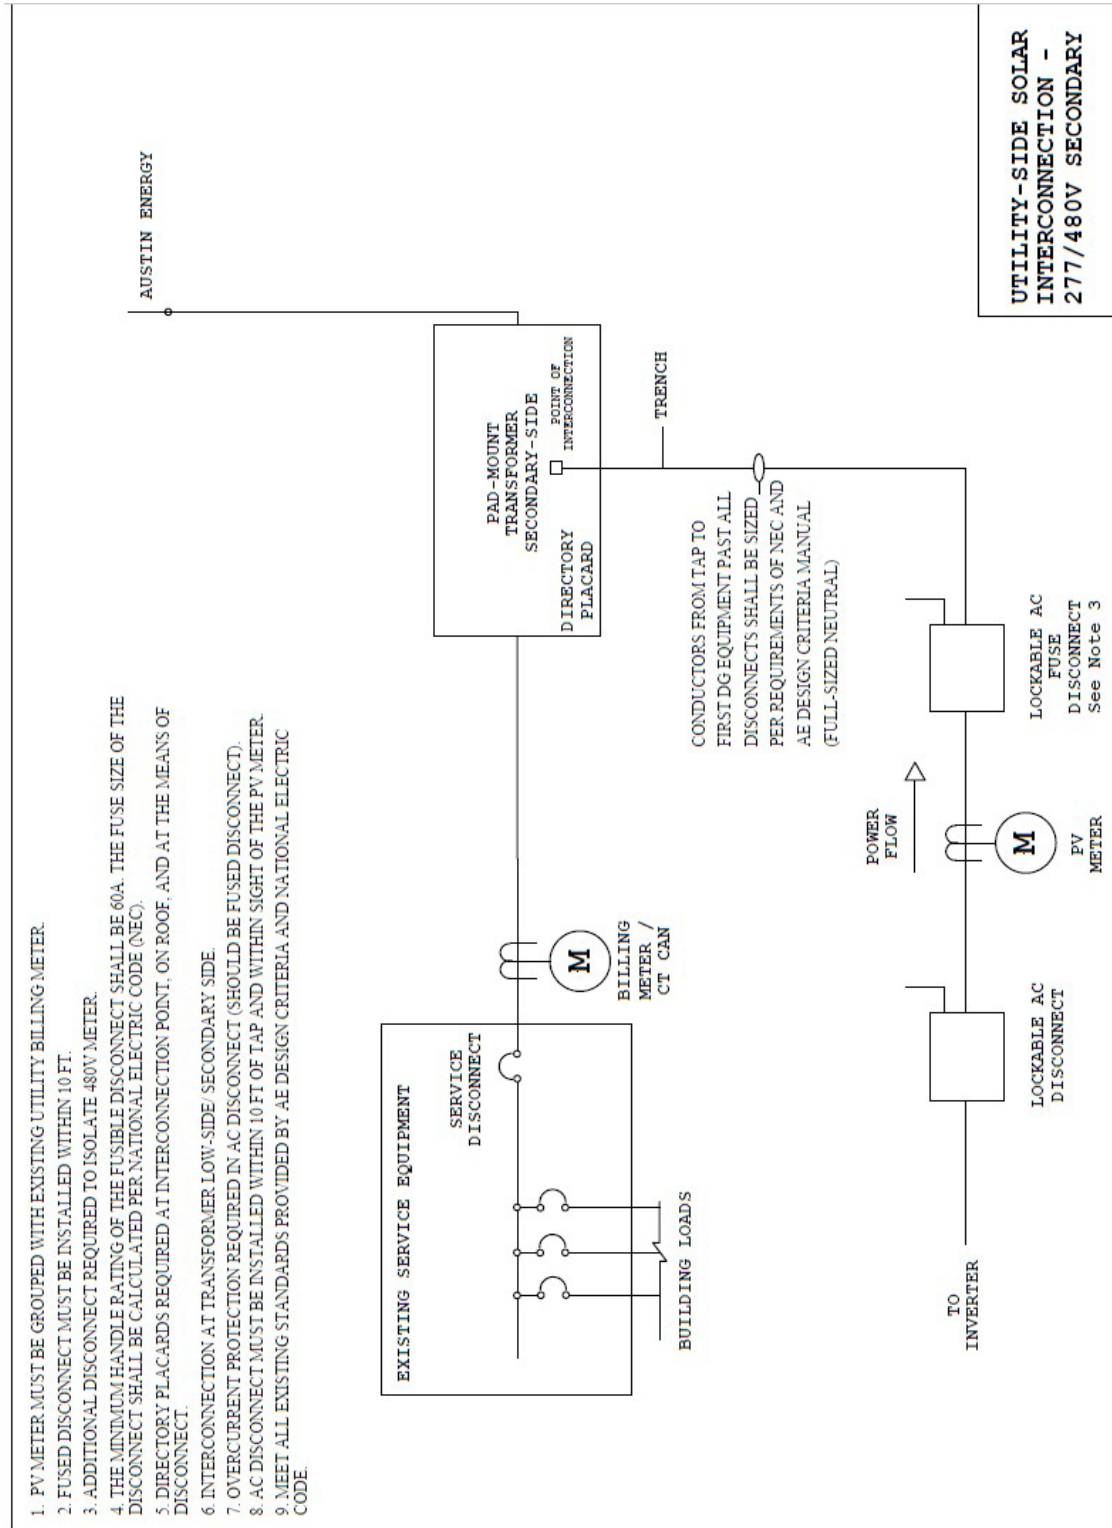 1. PV METER MUST BE GROUPED WITH EXISTING UTILITY BILLING METER.
2. FUSED DISCONNECT MUST BE INSTALLED WITHIN 10 FT.
3. ADDITIONAL DISCONNECT REQUIRED TO ISOLATE 480V METER.
4. THE MINIMUM HANDLE RATING OF THE FUSIBLE DISCONNECT SHALL BE 60A. THE FUSE SIZE OF THE
DISCONNECT SHALL BE CALCULATED PER NATIONAL ELECTRIC CODE (NEC).
5. DIRECTORY PLACARDS REQUIRED AT INTERCONNECTION POINT, ON ROOF, AND AT THE MEANS OF
DISCONNECT.
6. INTERCONNECTION AT TRANSFORMER LOW-SIDE/ SECONDARY SIDE.
7. OVERCURRENT PROTECTION REQUIRED IN AC DISCONNECT (SHOULD BE FUSED DISCONNECT).
8. AC DISCONNECT MUST BE INSTALLED WITHIN 10 FT OF TAP AND WITHIN SIGHT OF THE PV METER.
9. MEET ALL EXISTING STANDARDS PROVIDED BY AE DESIGN CRITERIA AND NATIONAL ELECTRIC
CODE.
AUSTIN ENERGY
EXISTING SERVICE EQUIPMENT
SERVICE
DISCONNECT
BUILDING LOADS
M
BILLING
METER /
CT CAN
PAD-MOUNT
TRANSFORMER
SECONDARY-SIDE
DIRECTORY
PLACARD
POINT OF
INTERCONNECTION
TRENCH
CONDUCTORS FROM TAP TO
FIRST DG EQUIPMENT PAST ALL
DISCONNECTS SHALL BE SIZED
PER REQUIREMENTS OF NEC AND
AE DESIGN CRITERIA MANUAL
(FULL-SIZED NEUTRAL)
POWER
FLOW
TO
INVERTER
LOCKABLE AC
DISCONNECT
M
PV
METER
LOCKABLE AC
FUSE
DISCONNECT
See Note 3
UTILITY-SIDE SOLAR
INTERCONNECTION -
277/480V SECONDARY